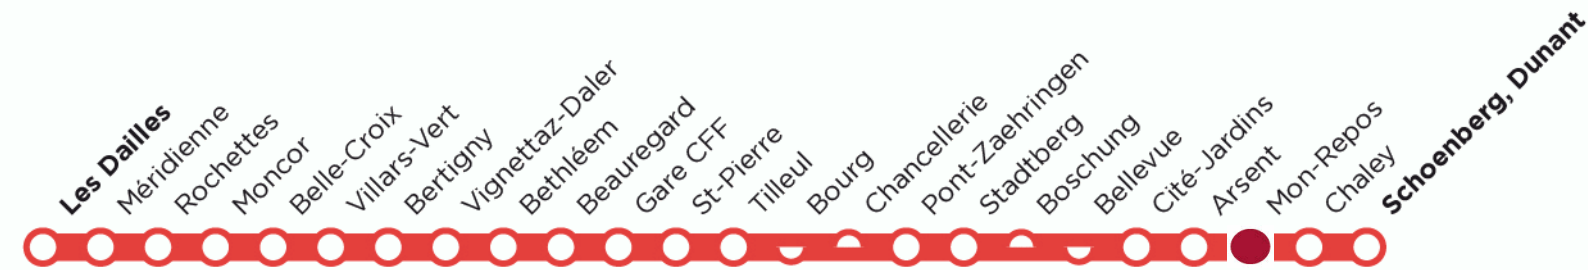 Les Dailles
Méridienne
Rochettes
Moncor
Belle-Croix
Villars-Vert
Bertigny
Vignettaz-Daler
Bethléem
Beauregard
Gare CFF
St-Pierre
Tilleul
Bourg
Chancellerie
Pont-Zaehringen
Stadtberg
Boschung
Bellevue
Cité-Jardins
Arsent
Mon-Repos
Chaley
Schoenberg, Dunant